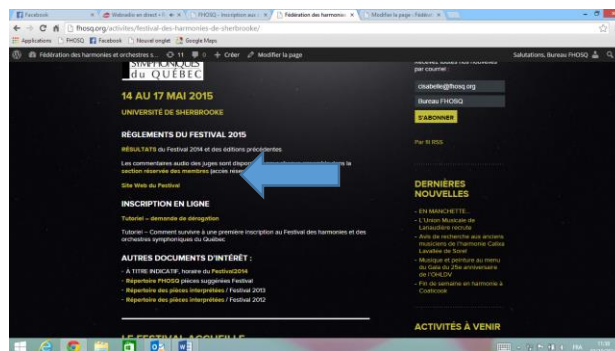 Facebook
Webradio en direct
FHOSQ - Inscription aux
Fédération des harmonies
Modifier la page
fhosq.org/activites/festival-des-harmonies-de-sherbrooke/
Applications
FHOSQ
Facebook
Nouvel onglet
Google Maps
Fédération des harmonies et orchestres s...
11
0
+ Créer
Modifier la page
Salutations, Bureau FHOSQ
SYMPHONIQUES
du QUÉBEC
14 AU 17 MAI 2015
UNIVERSITÉ DE SHERBROOKE
RÈGLEMENTS DU FESTIVAL 2015
RÉSULTATS du Festival 2014 et des éditions précédentes.
Les commentaires audio des juges sont dans la
section réservée des membres (accès
Site Web du Festival
INSCRIPTION EN LIGNE
Tutoriel – demande de dérogation
Tutoriel – Comment survivre à une première inscription au Festival des harmonies et des
orchestres symphoniques du Québec
AUTRES DOCUMENTS D'INTÉRÊT :
- À TITRE INDICATIF, horaire du Festival2014
- Répertoire FHOSQ pièces suggérées Festival
- Répertoire des pièces interprétées / Festival 2013
- Répertoire des pièces interprétées / Festival 2012
LE FESTIVAL ACCUEILLE
par courriel :
cisabelle@fhosq.org
Bureau FHOSQ
S'ABONNER
Par fil RSS
DERNIÈRES
NOUVELLES
- EN MANCHETTE...
- L'Union Musicale de
Lanaudière recrute
- Avis de recherche aux anciens
musiciens de l'harmonie Calixa
Lavallée de Sorel
- Musique et peinture au menu
du Gala du 25e anniversaire
de l'OHLDV
- Fin de semaine en harmonie à
Coaticook
ACTIVITÉS À VENIR
FRA